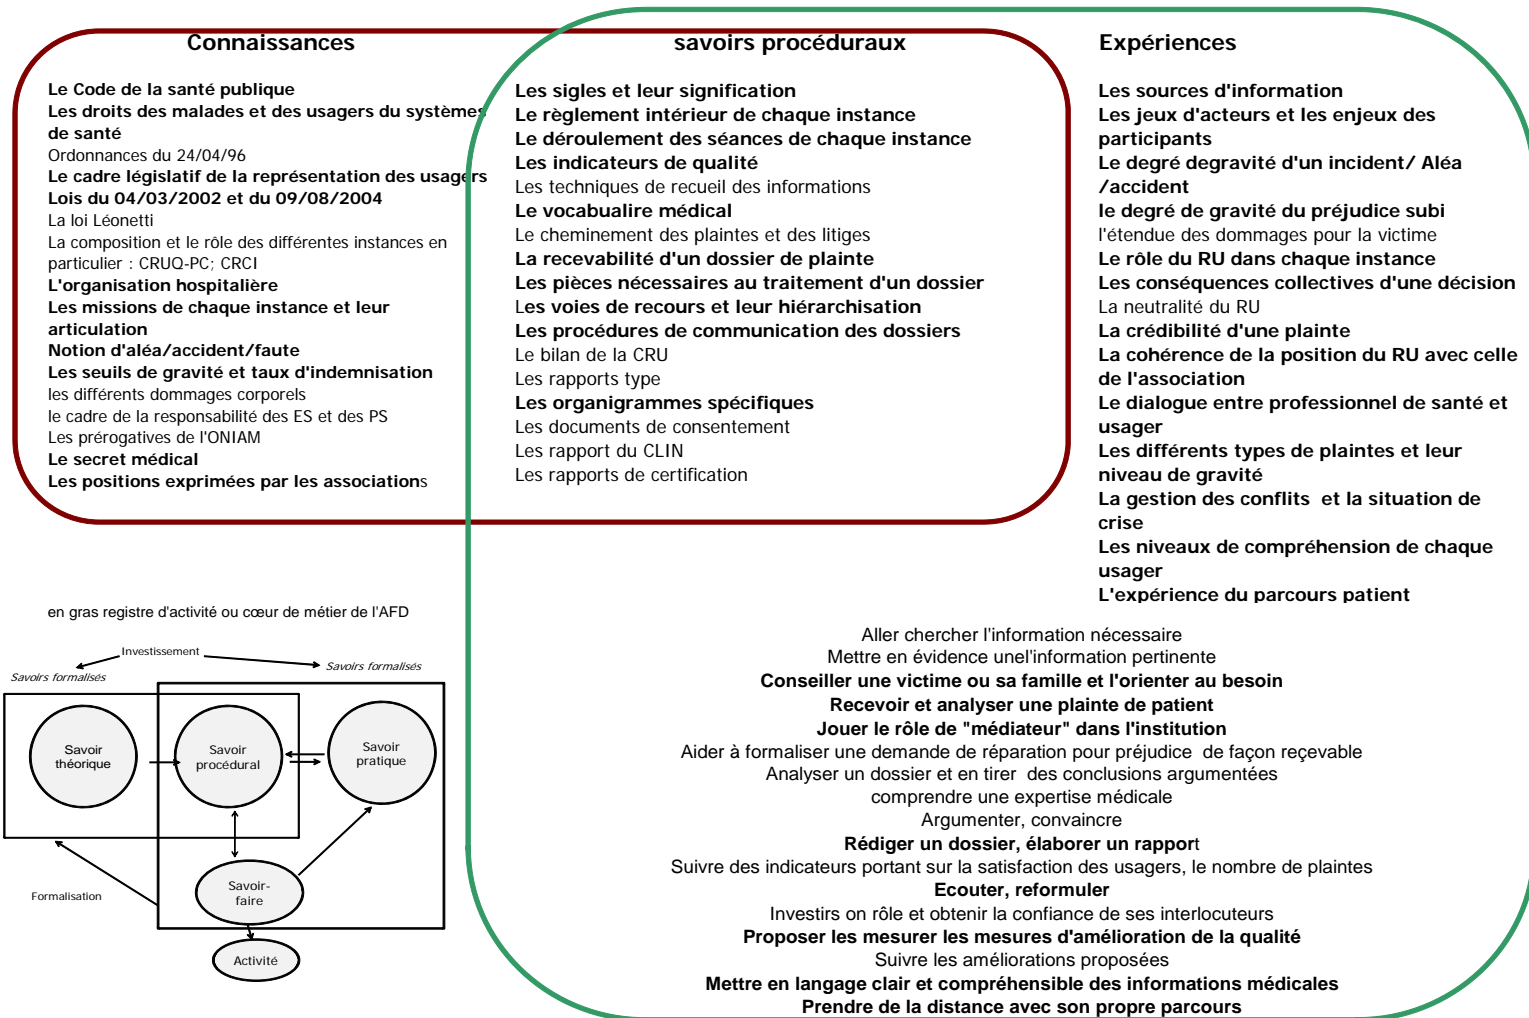 Connaissances
Le Code de la santé publique
Les droits des malades et des usagers du systèmes
de santé
Ordonnances du 24/04/96
Le cadre législatif de la représentation des usagers
Lois du 04/03/2002 et du 09/08/2004
La loi Léonetti
La composition et le rôle des différentes instances en
particulier : CRUQ-PC; CRCI
L'organisation hospitalière
Les missions de chaque instance et leur
articulation
Notion d'aléa/accident/faute
Les seuils de gravité et taux d'indemnisation
les différents dommages corporels
le cadre de la responsabilité des ES et des PS
Les prérogatives de l'ONIAM
Le secret médical
Les positions exprimées par les associations
savoirs procéduraux
Les sigles et leur signification
Le règlement intérieur de chaque instance
Le déroulement des séances de chaque instance
Les indicateurs de qualité
Les techniques de recueil des informations
Le vocabualire médical
Le cheminement des plaintes et des litiges
La recevabilité d'un dossier de plainte
Les pièces nécessaires au traitement d'un dossier
Les voies de recours et leur hiérarchisation
Les procédures de communication des dossiers
Le bilan de la CRU
Les rapports type
Les organigrammes spécifiques
Les documents de consentement
Les rapport du CLIN
Les rapports de certification
Expériences
Les sources d'information
Les jeux d'acteurs et les enjeux des
participants
Le degré degravité d'un incident/ Aléa
/accident
le degré de gravité du préjudice subi
l'étendue des dommages pour la victime
Le rôle du RU dans chaque instance
Les conséquences collectives d'une décision
La neutralité du RU
La crédibilité d'une plainte
La cohérence de la position du RU avec celle
de l'association
Le dialogue entre professionnel de santé et
usager
Les différents types de plaintes et leur
niveau de gravité
La gestion des conflits et la situation de
crise
Les niveaux de compréhension de chaque
usager
L'expérience du parcours patient
en gras registre d'activité ou cœur de métier de l'AFD
Investissement
Savoirs formalisés
Savoirs formalisés
Savoir
théorique
Savoir
procédural
Savoir
pratique
Savoir-
faire
Formalisation
Activité
Aller chercher l'information nécessaire
Mettre en évidence unel'information pertinente
Conseiller une victime ou sa famille et l'orienter au besoin
Recevoir et analyser une plainte de patient
Jouer le rôle de "médiateur" dans l'institution
Aider à formaliser une demande de réparation pour préjudice de façon reçevable
Analyser un dossier et en tirer des conclusions argumentées
comprendre une expertise médicale
Argumenter, convaincre
Rédiger un dossier, élaborer un rapport
Suivre des indicateurs portant sur la satisfaction des usagers, le nombre de plaintes
Ecouter, reformuler
Investirs on rôle et obtenir la confiance de ses interlocuteurs
Proposer les mesurer les mesures d'amélioration de la qualité
Suivre les améliorations proposées
Mettre en langage clair et compréhensible des informations médicales
Prendre de la distance avec son propre parcours